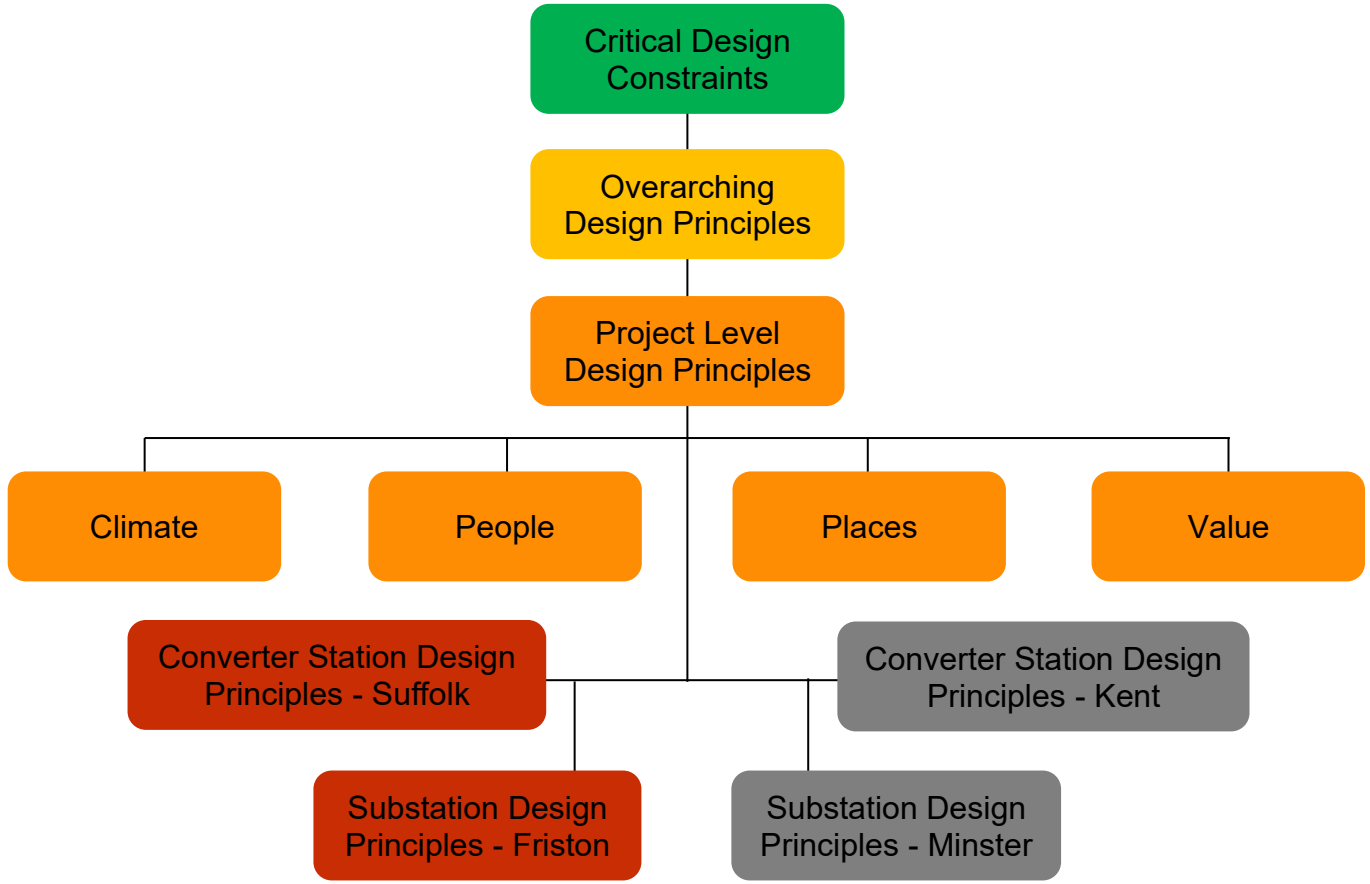 Critical Design
Constraints
Overarching
Design Principles
Project Level
Design Principles
Climate
People
Places
Value
Converter Station Design
Principles - Suffolk
Converter Station Design
Principles - Kent
Substation Design
Principles - Friston
Substation Design
Principles - Minster